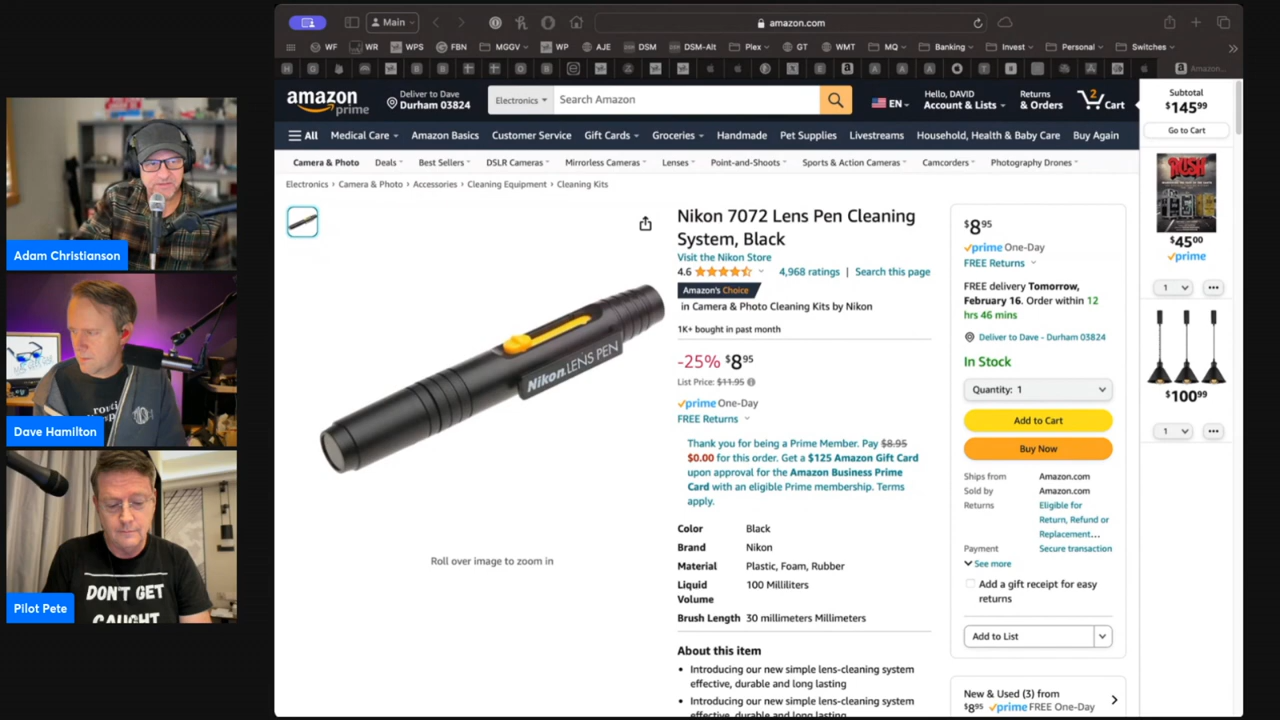 Main
amazon.com
WF
WR
WPS
FBN
MGGV
WP
AJE
DSM
DSM-Alt
Plex
GT
WMT
MQ
Banking
Invest
Personal
Switches
Amazon...
amazon
prime
Deliver to Dave
Durham 03824
Electronics
Search Amazon
EN
Hello, DAVID
Account & Lists
Returns
& Orders
2
Cart
All
Medical Care
Amazon Basics
Customer Service
Gift Cards
Groceries
Handmade
Pet Supplies
Livestreams
Household, Health & Baby Care
Buy Again
Camera & Photo
Deals
Best Sellers
DSLR Cameras
Mirrorless Cameras
Lenses
Point-and-Shoots
Sports & Action Cameras
Camcorders
Photography Drones
Electronics › Camera & Photo › Accessories › Cleaning Equipment › Cleaning Kits
Adam Christianson
Dave Hamilton
Pilot Pete
DON'T GET
CAUGHT
Nikon LENS PEN
Roll over image to zoom in
Nikon 7072 Lens Pen Cleaning
System, Black
Visit the Nikon Store
4.6
4,968 ratings | Search this page
Amazon's Choice
in Camera & Photo Cleaning Kits by Nikon
1K+ bought in past month
-25% $8 95
List Price: $11.95
prime One-Day
FREE Returns
Thank you for being a Prime Member. Pay $8.95
$0.00 for this order. Get a $125 Amazon Gift Card
upon approval for the Amazon Business Prime
Card with an eligible Prime membership. Terms
apply.
Color Black
Brand Nikon
Material Plastic, Foam, Rubber
Liquid 100 Milliliters
Volume
Brush Length 30 millimeters Millimeters
About this item
• Introducing our new simple lens-cleaning system
effective, durable and long lasting
• Introducing our new simple lens-cleaning system
effective, durable and long lasting
$8 95
prime One-Day
FREE Returns
FREE delivery Tomorrow,
February 16. Order within 12
hrs 46 mins
Deliver to Dave - Durham 03824
In Stock
Quantity: 1
Add to Cart
Buy Now
Ships from Amazon.com
Sold by Amazon.com
Returns Eligible for
Return, Refund or
Replacement...
Payment Secure transaction
See more
Add a gift receipt for easy
returns
Add to List
New & Used (3) from
$8 95 prime FREE One-Day
Subtotal
$145 99
Go to Cart
RUSH
$45 00
prime
1
$100 99
1